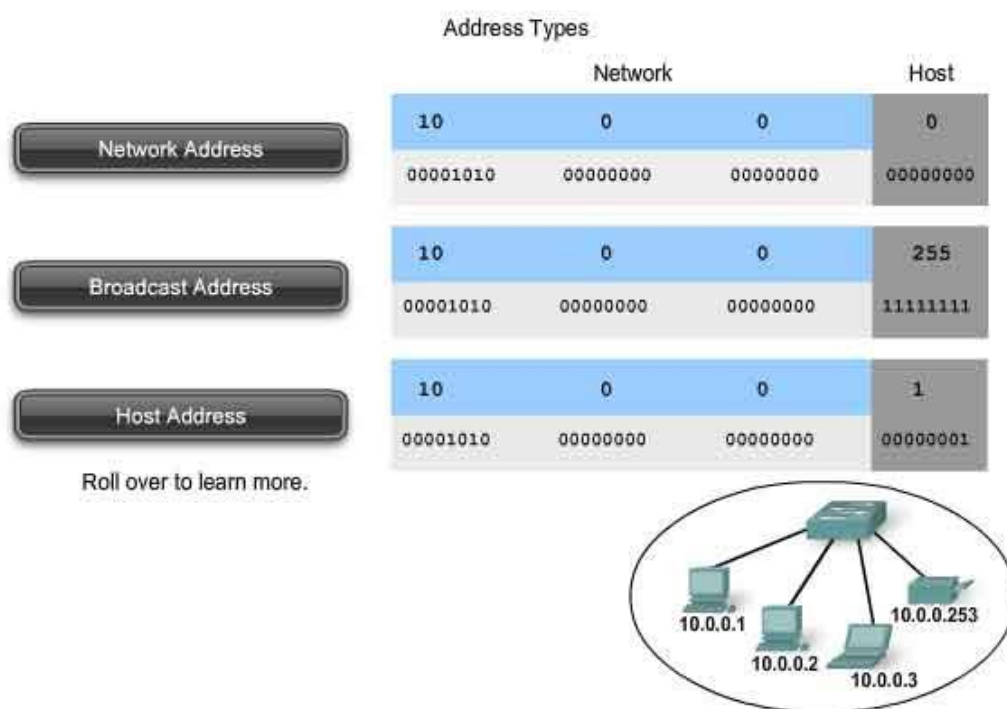 Address Types
Network Host
Network Address
10 0 0 0
00001010 00000000 00000000 00000000
Broadcast Address
10 0 0 255
00001010 00000000 00000000 11111111
Host Address
10 0 0 1
00001010 00000000 00000000 00000001
Roll over to learn more.
10.0.0.1
10.0.0.2
10.0.0.3
10.0.0.253